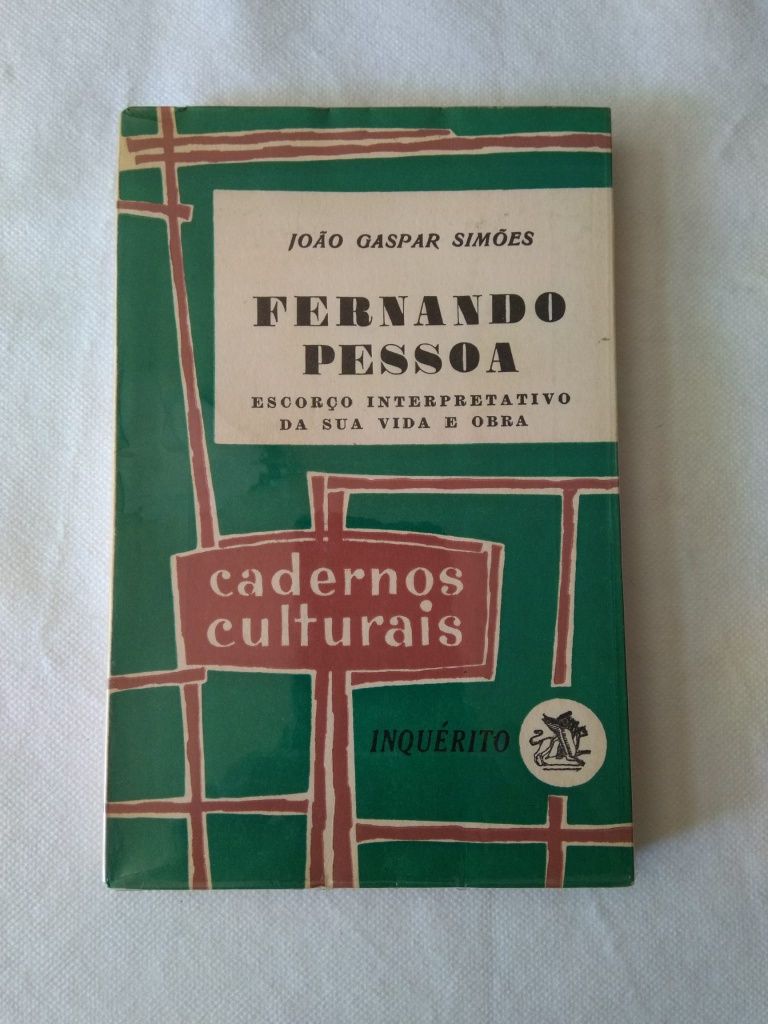 JOÃO GASPAR SIMÕES
FERNANDO
PESSOA
ESCORÇO INTERPRETATIVO
DA SUA VIDA E OBRA
cadernos
culturais
INQUÉRITO